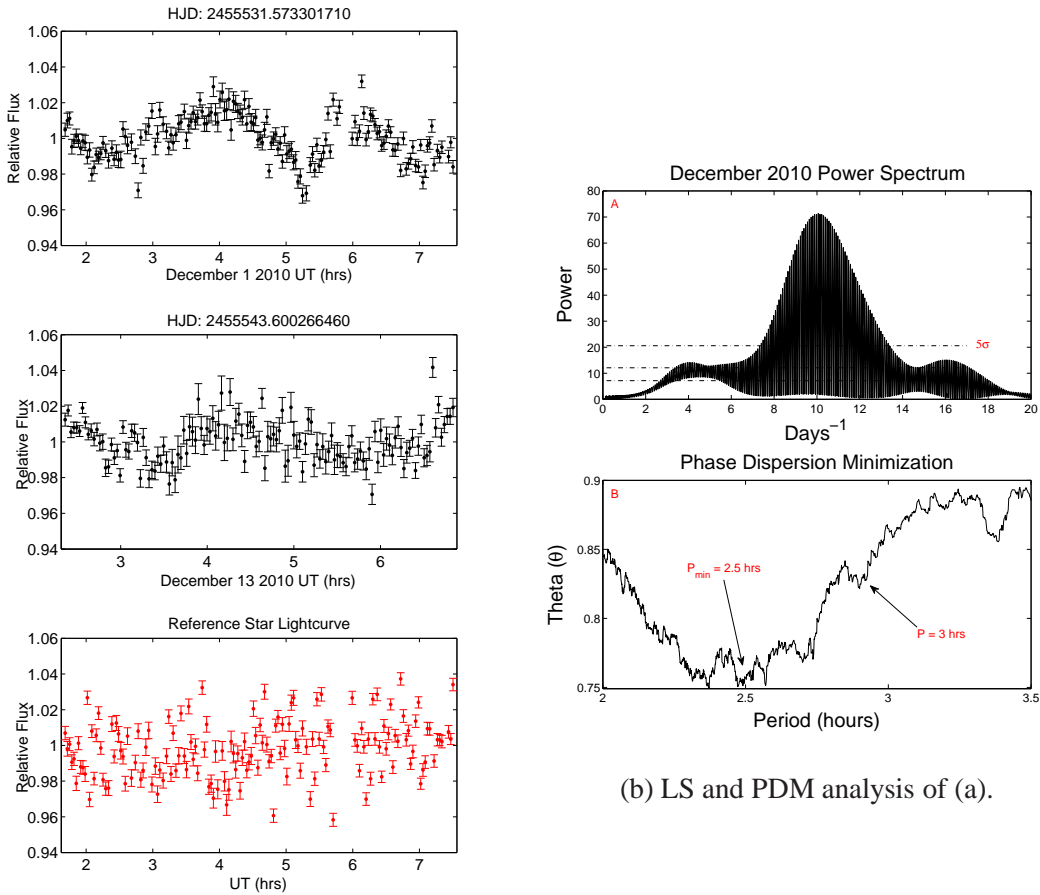 HJD: 2455531.573301710
1.06
1.04
1.02
1
0.98
0.96
0.94
Relative Flux
2 3 4 5 6 7
December 1 2010 UT (hrs)
HJD: 2455543.600266460
1.06
1.04
1.02
1
0.98
0.96
0.94
Relative Flux
3 4 5 6
December 13 2010 UT (hrs)
Reference Star Lightcurve
1.06
1.04
1.02
1
0.98
0.96
0.94
Relative Flux
2 3 4 5 6 7
UT (hrs)
December 2010 Power Spectrum
A
80
70
60
50
40
30
20
10
0
Power
5σ
0 2 4 6 8 10 12 14 16 18 20
Days⁻¹
Phase Dispersion Minimization
B
0.9
0.85
0.8
0.75
Theta (θ)
P_min = 2.5 hrs
P = 3 hrs
2 2.5 3 3.5
Period (hours)
(b) LS and PDM analysis of (a).